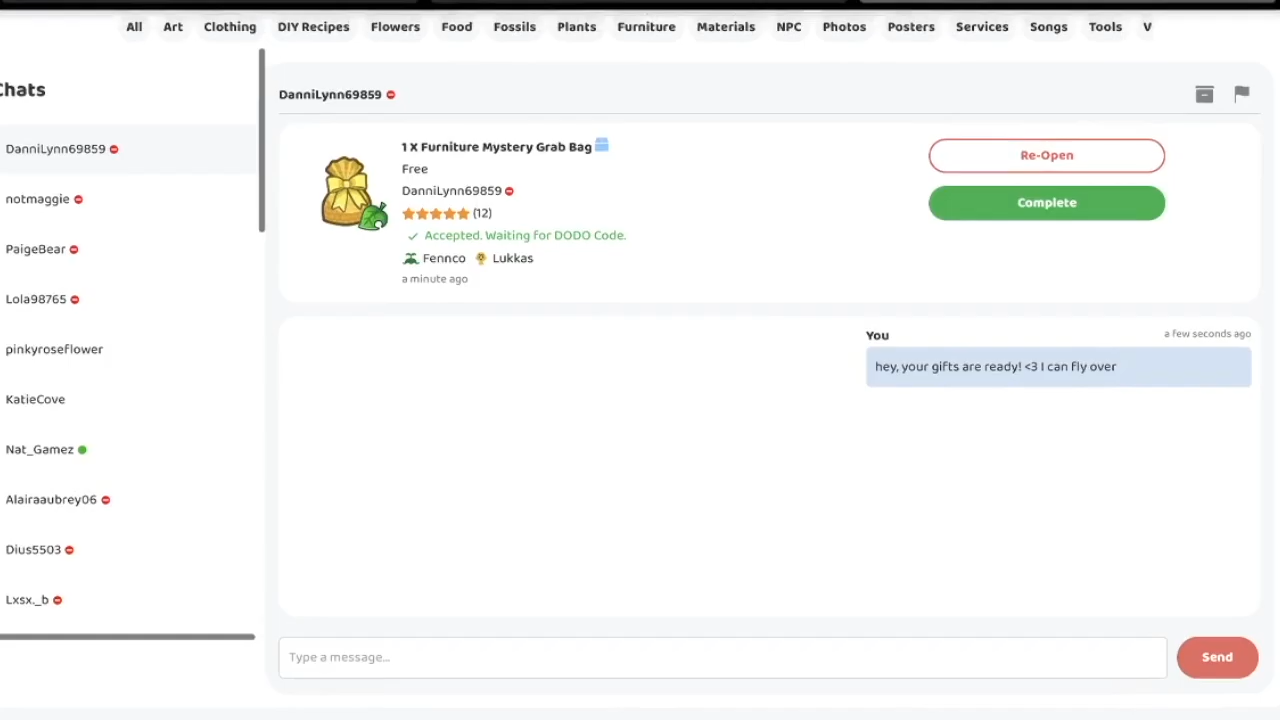 All Art Clothing DIY Recipes Flowers Food Fossils Plants Furniture Materials NPC Photos Posters Services Songs Tools V
Chats
DanniLynn69859
notmaggie
PaigeBear
Lola98765
pinkyroseflower
KatieCove
Nat_Gamez
Alairaaubrey06
Dius5503
Lxsx._b
DanniLynn69859
1 X Furniture Mystery Grab Bag
Free
DanniLynn69859
(12)
Accepted. Waiting for DODO Code.
Fennco Lukkas
a minute ago
Re-Open
Complete
You a few seconds ago
hey, your gifts are ready! <3 I can fly over
Type a message...
Send